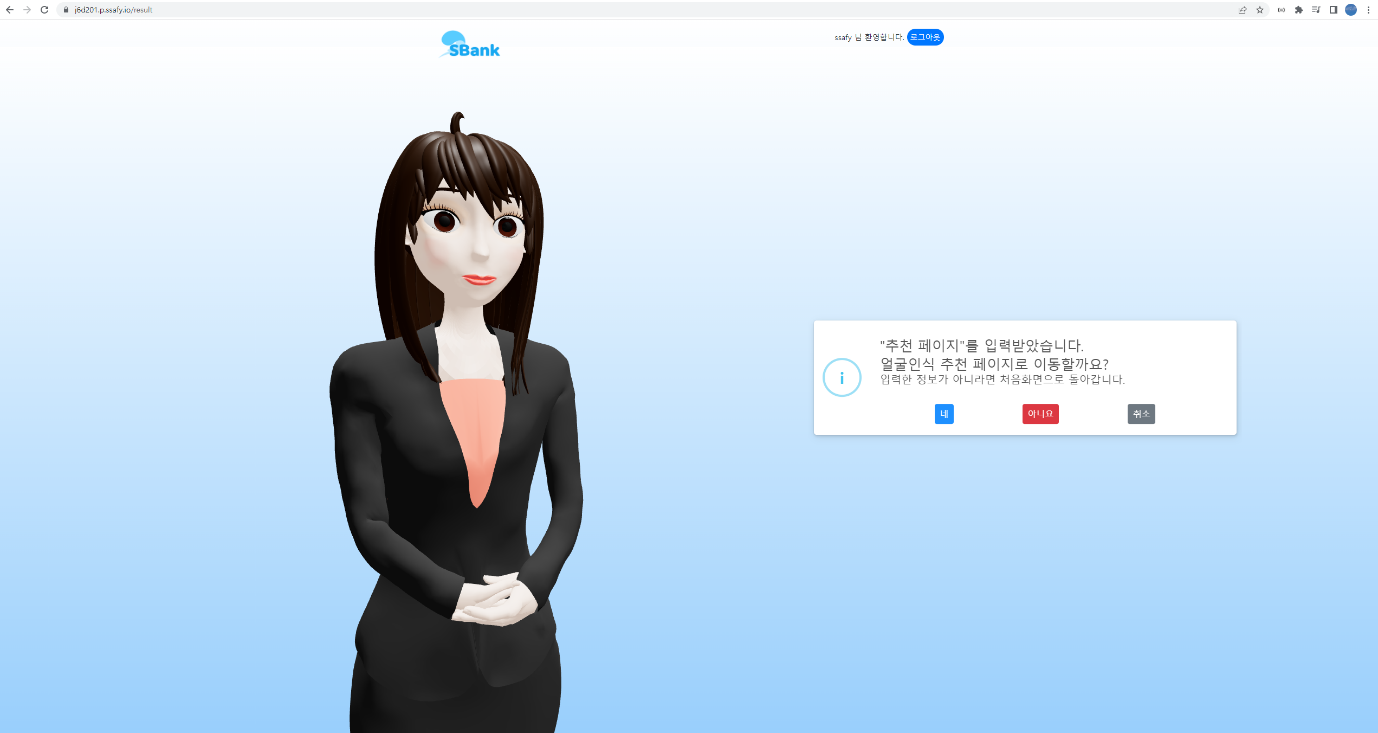 j6d201.p.ssafy.io/result
SBank
ssafy 님 환영합니다. 로그아웃
"추천 페이지"를 입력받았습니다.
얼굴인식 추천 페이지로 이동할까요?
입력한 정보가 아니라면 처음화면으로 돌아갑니다.
네 아니요 취소